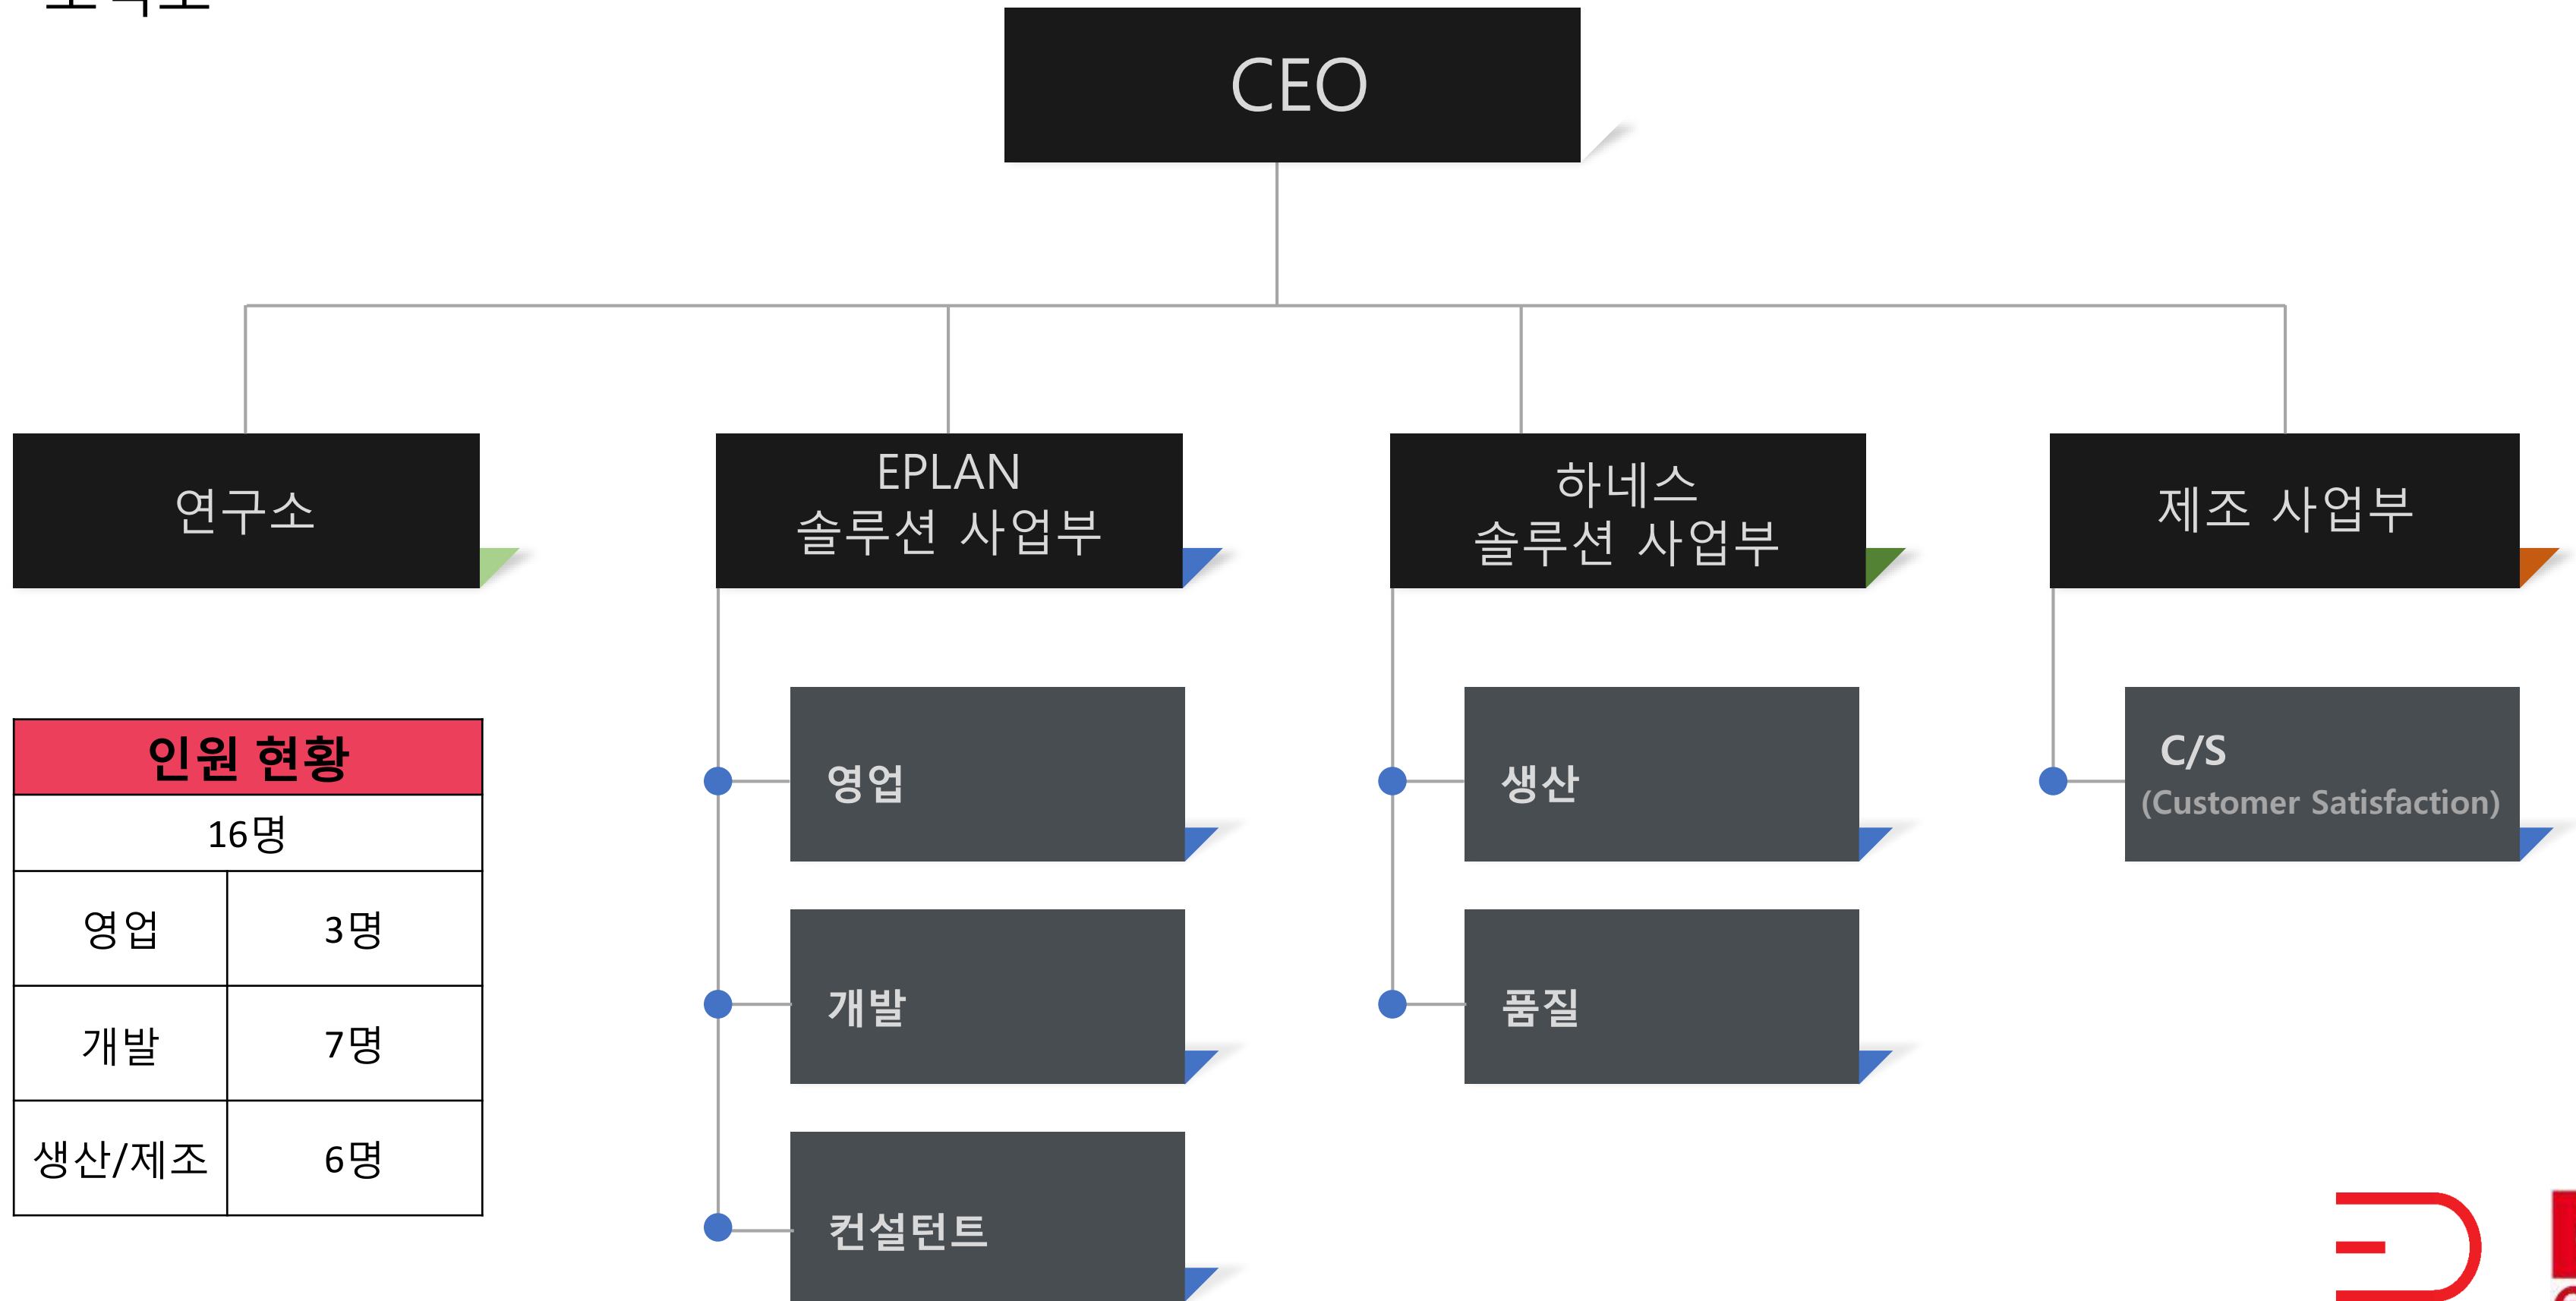 CEO
연구소
EPLAN
솔루션 사업부
하네스
솔루션 사업부
제조 사업부
인원 현황
16명
영업 3명
개발 7명
생산/제조 6명
영업
개발
컨설턴트
생산
품질
C/S
(Customer Satisfaction)